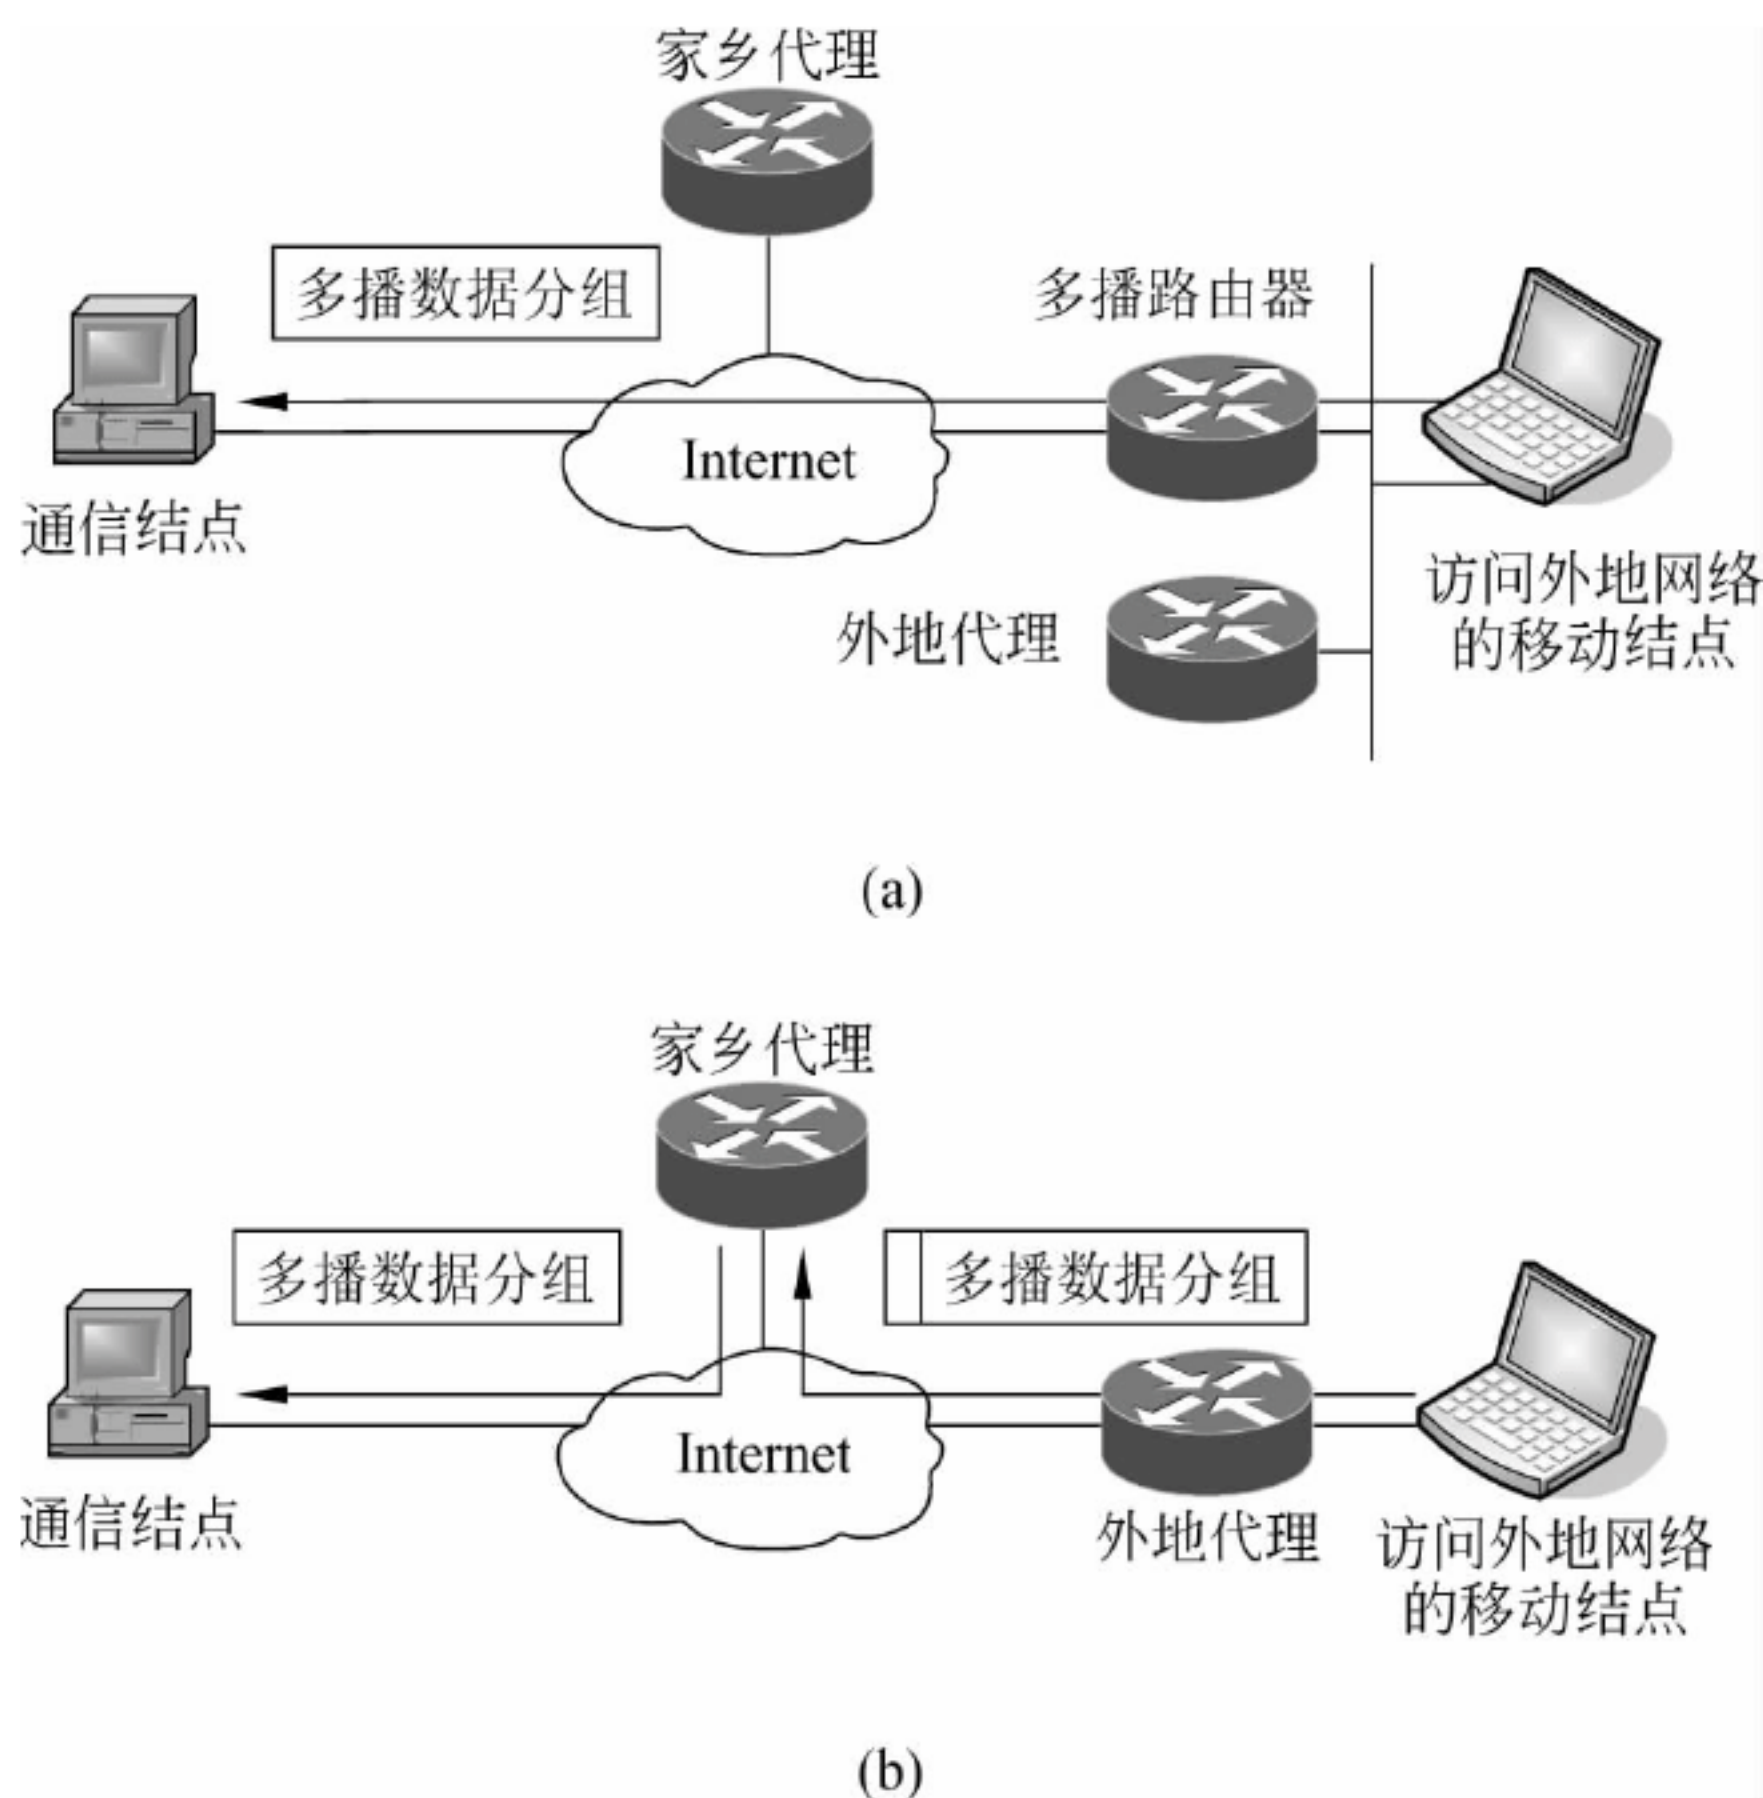 家乡代理
多播数据分组
多播路由器
Internet
通信结点
外地代理
访问外地网络
的移动结点
(a)
家乡代理
多播数据分组
多播数据分组
Internet
通信结点
外地代理
访问外地网络
的移动结点
(b)